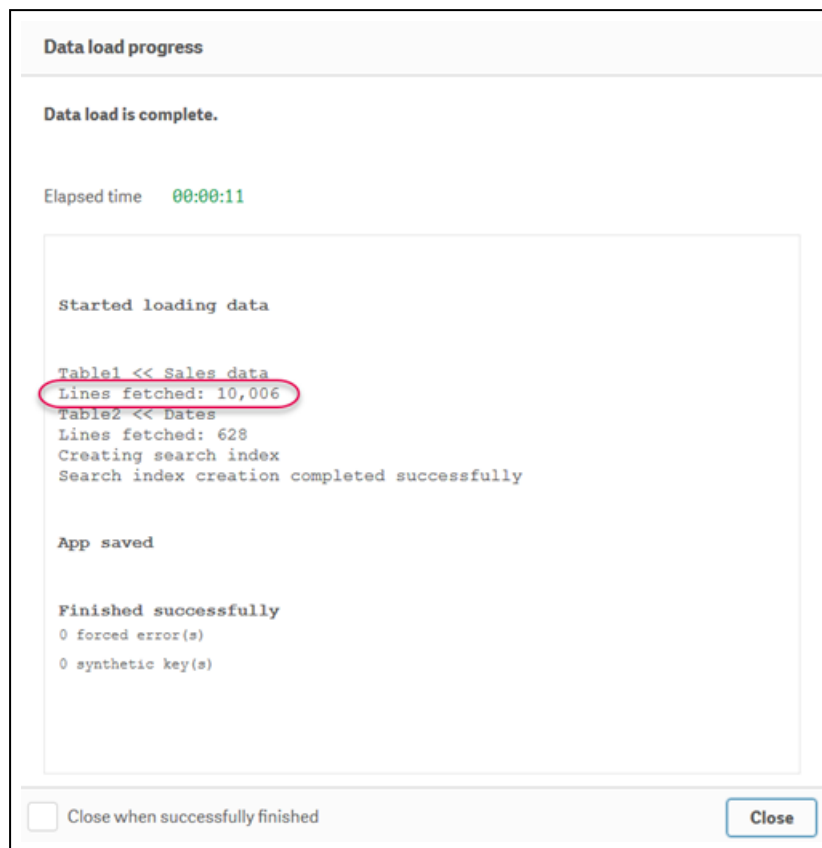 Data load progress
Data load is complete.
Elapsed time 00:00:11
Started loading data
Table1 << Sales data
Lines fetched: 10,006
Table2 << Dates
Lines fetched: 628
Creating search index
Search index creation completed successfully
App saved
Finished successfully
0 forced error(s)
0 synthetic key(s)
Close when successfully finished
Close